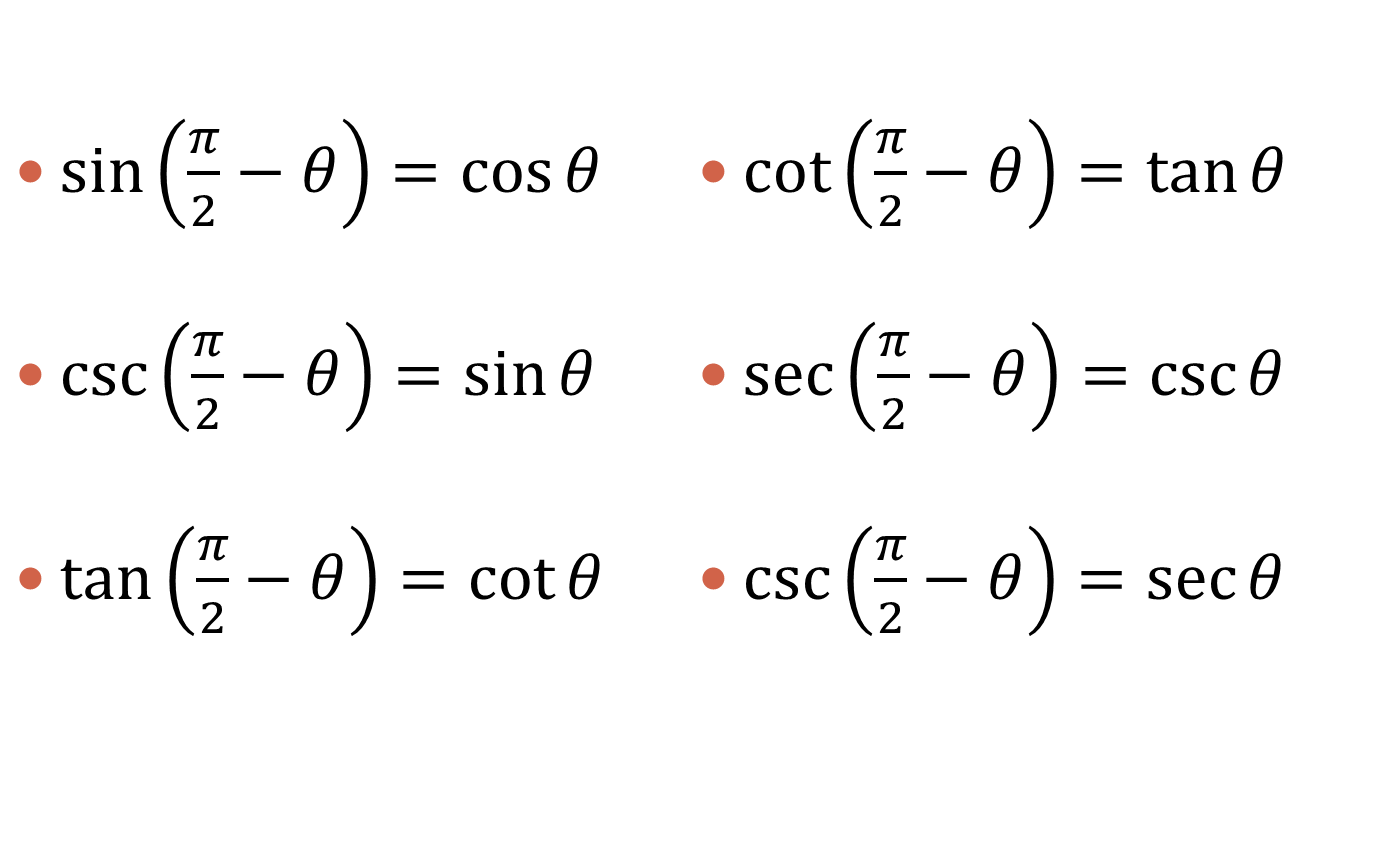 • sin(π/2 − θ) = cos θ
• csc(π/2 − θ) = sin θ
• tan(π/2 − θ) = cot θ
• cot(π/2 − θ) = tan θ
• sec(π/2 − θ) = csc θ
• csc(π/2 − θ) = sec θ